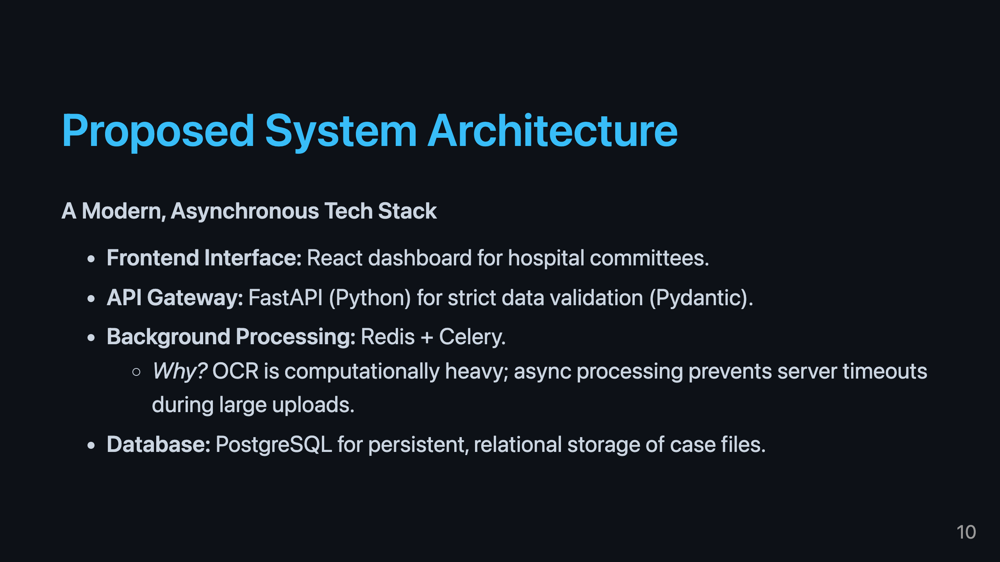 Proposed System Architecture
A Modern, Asynchronous Tech Stack
• Frontend Interface: React dashboard for hospital committees.
• API Gateway: FastAPI (Python) for strict data validation (Pydantic).
• Background Processing: Redis + Celery.
◦ Why? OCR is computationally heavy; async processing prevents server timeouts
during large uploads.
• Database: PostgreSQL for persistent, relational storage of case files.
10